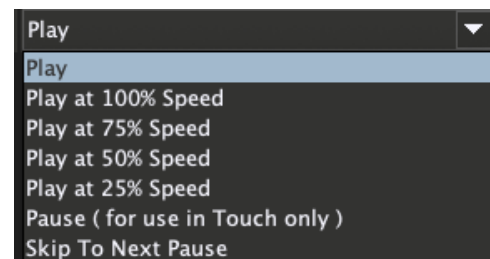 Play
Play
Play at 100% Speed
Play at 75% Speed
Play at 50% Speed
Play at 25% Speed
Pause ( for use in Touch only )
Skip To Next Pause